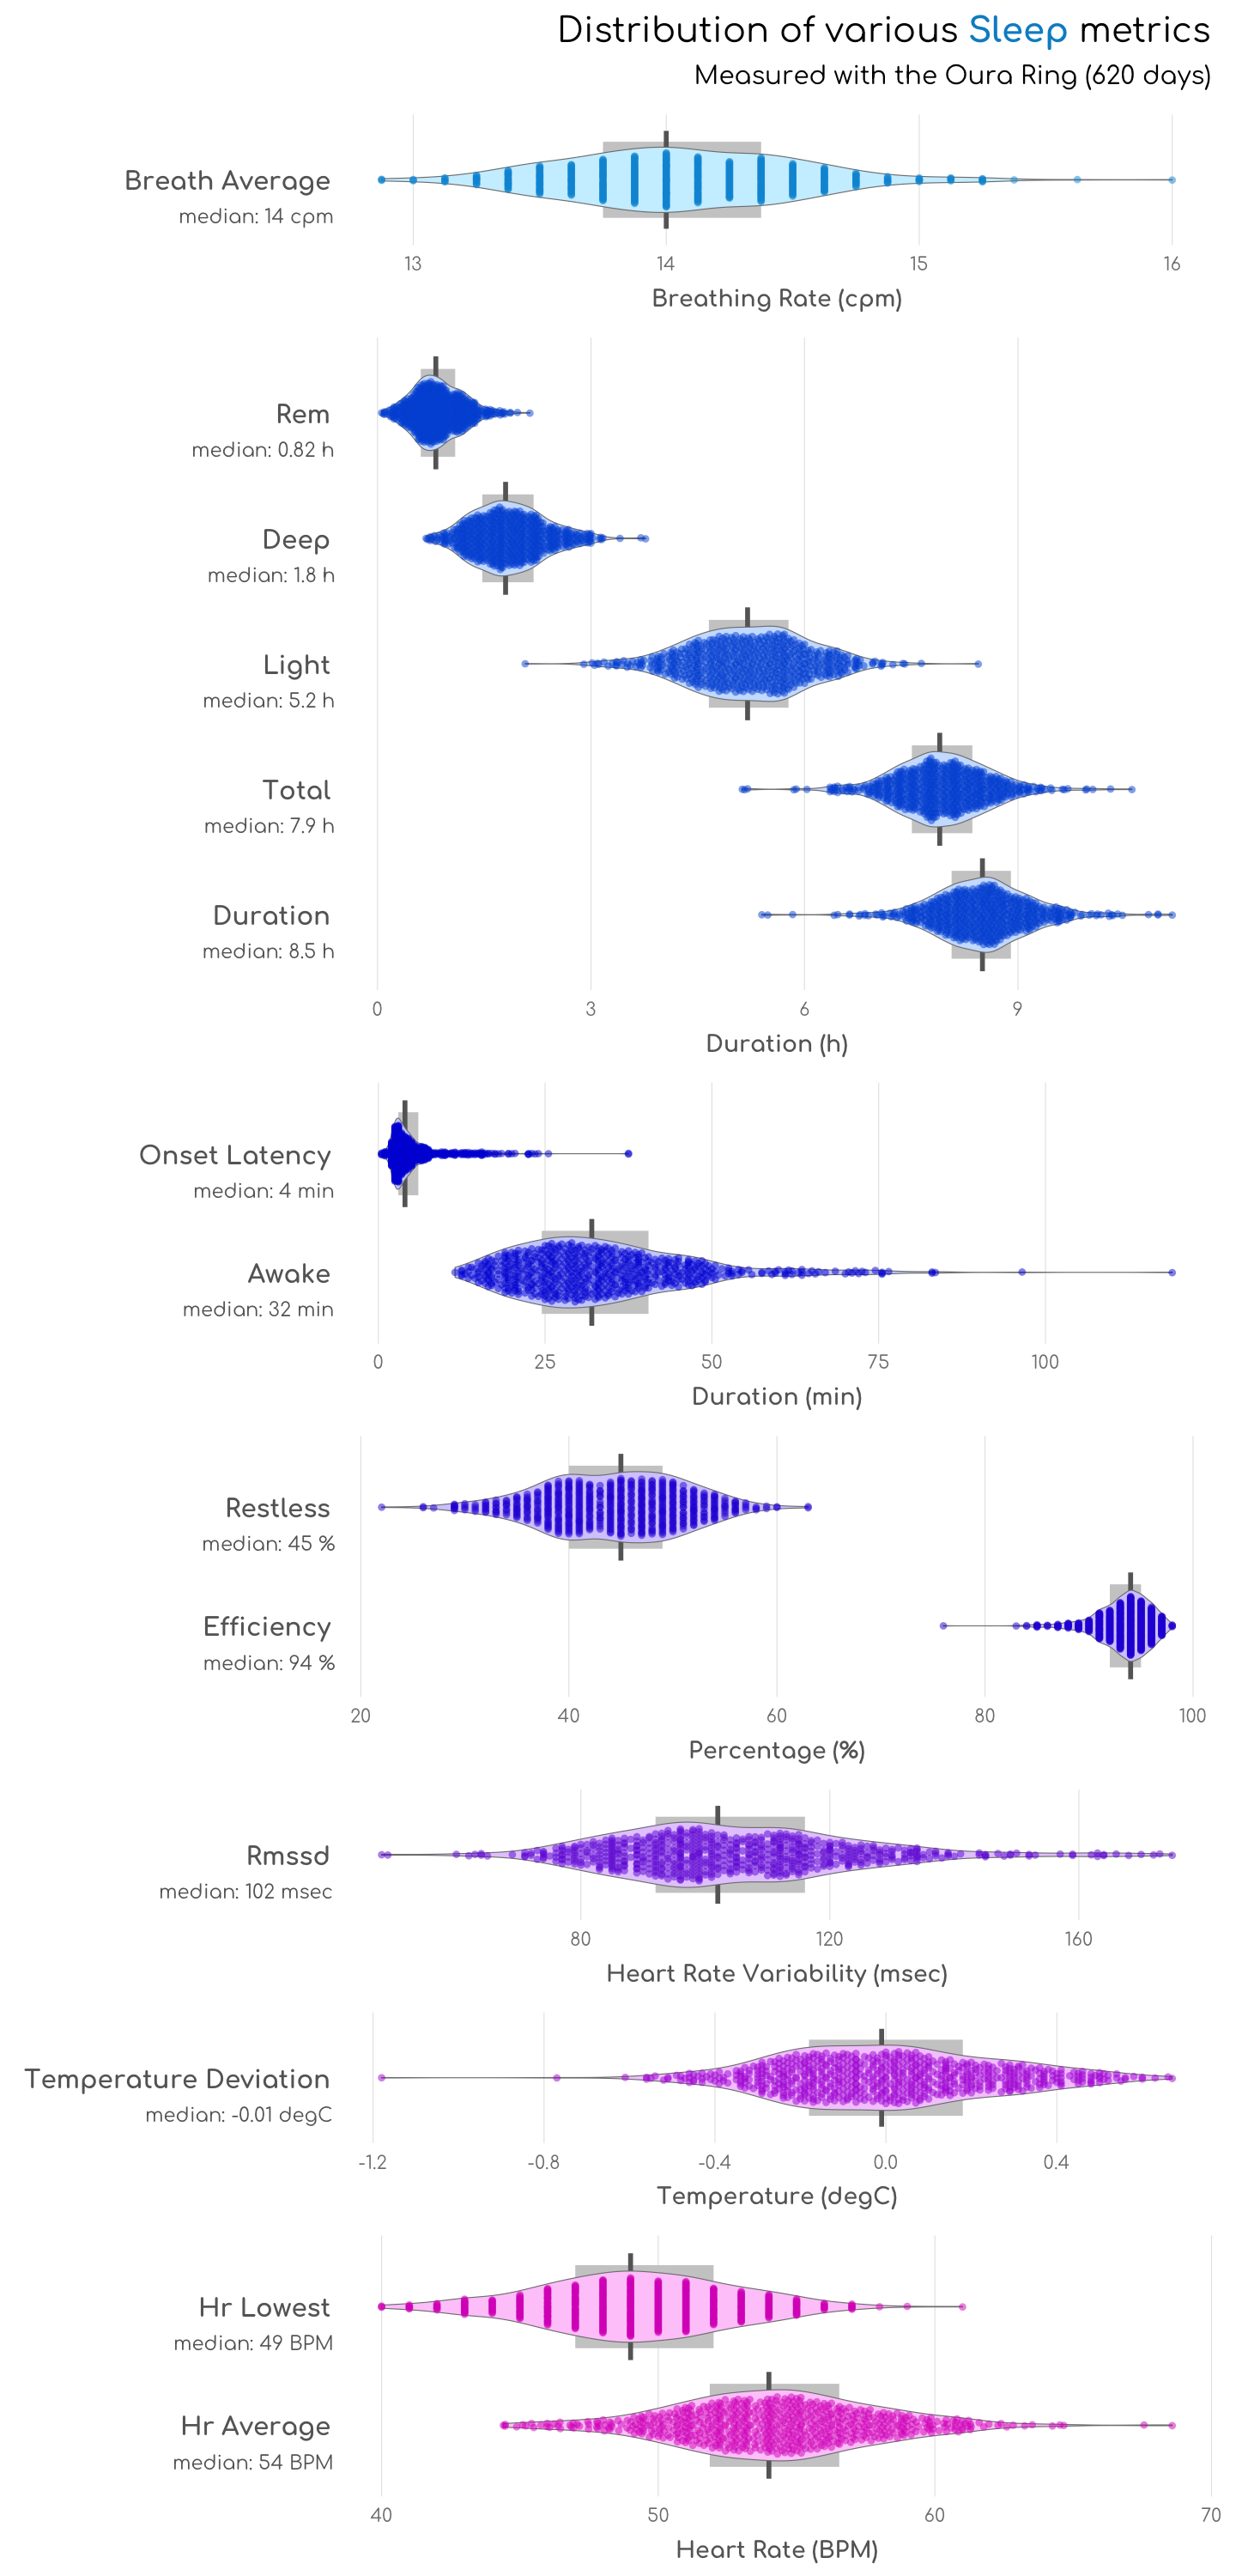 Distribution of various Sleep metrics
Measured with the Oura Ring (620 days)
Breath Average
median: 14 cpm
13 14 15 16
Breathing Rate (cpm)
Rem
median: 0.82 h
Deep
median: 1.8 h
Light
median: 5.2 h
Total
median: 7.9 h
Duration
median: 8.5 h
0 3 6 9
Duration (h)
Onset Latency
median: 4 min
Awake
median: 32 min
0 25 50 75 100
Duration (min)
Restless
median: 45 %
Efficiency
median: 94 %
20 40 60 80 100
Percentage (%)
Rmssd
median: 102 msec
80 120 160
Heart Rate Variability (msec)
Temperature Deviation
median: -0.01 degC
-1.2 -0.8 -0.4 0.0 0.4
Temperature (degC)
Hr Lowest
median: 49 BPM
Hr Average
median: 54 BPM
40 50 60 70
Heart Rate (BPM)